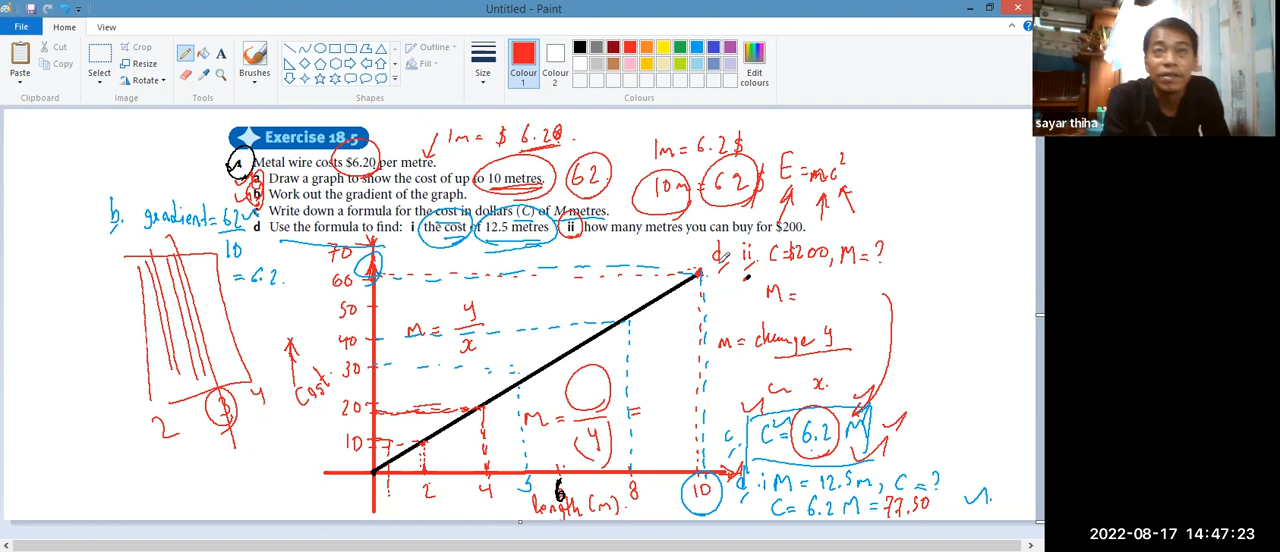 Untitled - Paint
File Home View
Cut
Copy
Paste
Clipboard
Select
Crop
Resize
Rotate
Image
Tools
Brushes
Outline
Fill
Shapes
Size
Colour 1
Colour 2
Edit colours
Colours
sayar thiha
Exercise 18.5
1m = $ 6.20
1m = 6.2 $
Metal wire costs $6.20 per metre.
a Draw a graph to show the cost of up to 10 metres.
62
10m = 62 $
E = mc²
b Work out the gradient of the graph.
c Write down a formula for the cost in dollars (C) of M metres.
d Use the formula to find: i the cost of 12.5 metres ii how many metres you can buy for $200.
b, gradient = 62
10
= 6.2
70
60
50
40
30
20
10
Cost
m = y
x
m =
4
=
2 3 4
2 4 5 6 8 10
length (m).
d, ii C = $200, M = ?
M =
m = change y
x
c,
C = 6.2 M
d, i M = 12.5m, C = ?
C = 6.2 M = 77.50
2022-08-17 14:47:23